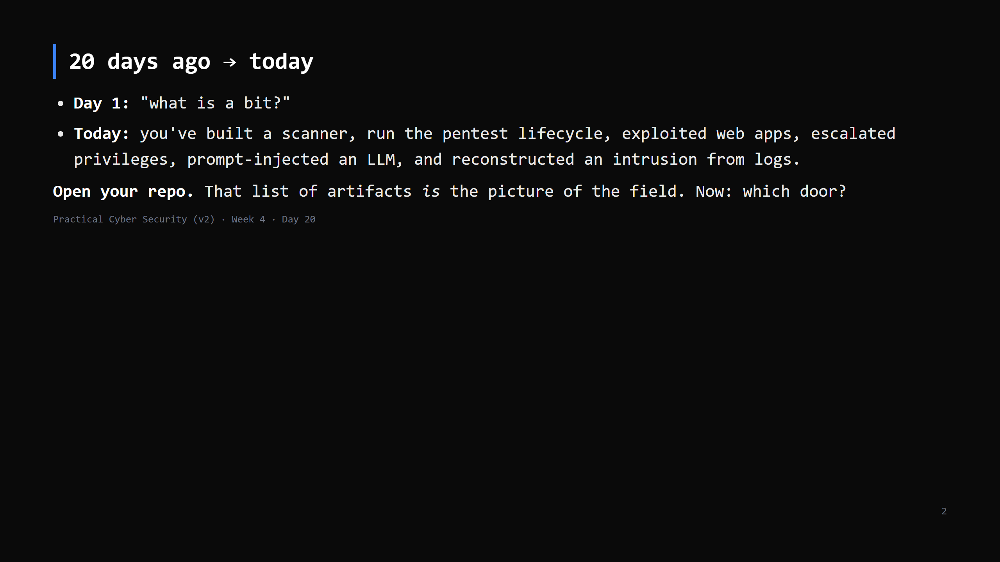 20 days ago → today
• Day 1: "what is a bit?"
• Today: you've built a scanner, run the pentest lifecycle, exploited web apps, escalated
privileges, prompt-injected an LLM, and reconstructed an intrusion from logs.
Open your repo. That list of artifacts is the picture of the field. Now: which door?
Practical Cyber Security (v2) · Week 4 · Day 20
2